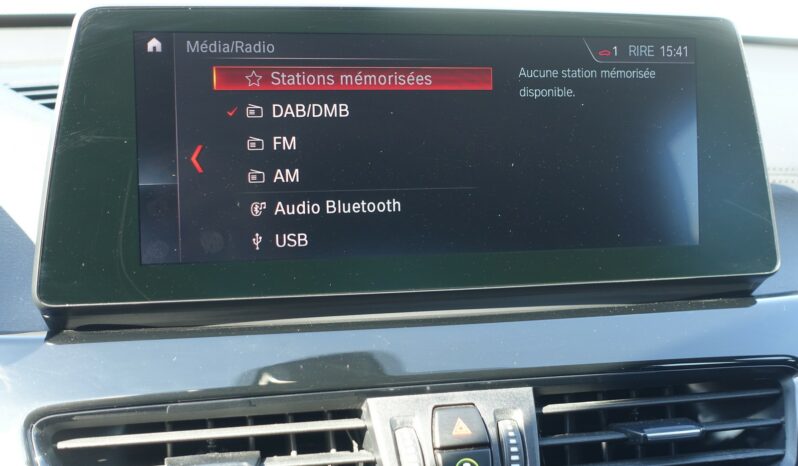 Média/Radio
1 RIRE 15:41
Stations mémorisées
Aucune station mémorisée
disponible.
DAB/DMB
FM
AM
Audio Bluetooth
USB